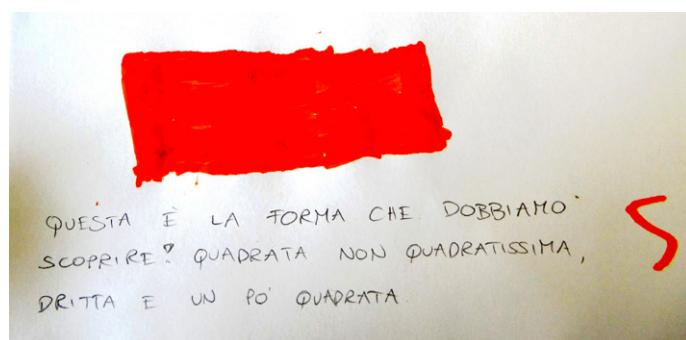 QUESTA È LA FORMA CHE DOBBIAMO
SCOPRIRE? QUADRATA NON QUADRATISSIMA,
DRITTA E UN PO' QUADRATA